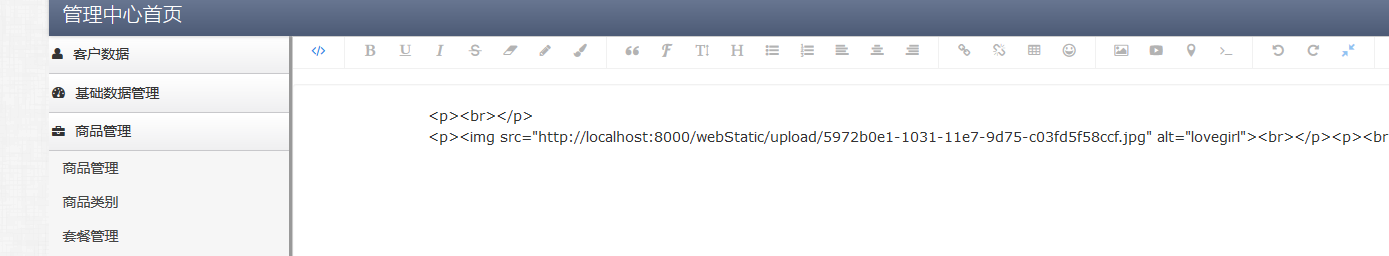 管理中心首页
客户数据
基础数据管理
商品管理
商品管理
商品类别
套餐管理
<p><br></p>
<p><img src="http://localhost:8000/webStatic/upload/5972b0e1-1031-11e7-9d75-c03fd5f58ccf.jpg" alt="lovegirl"><br></p><p><br